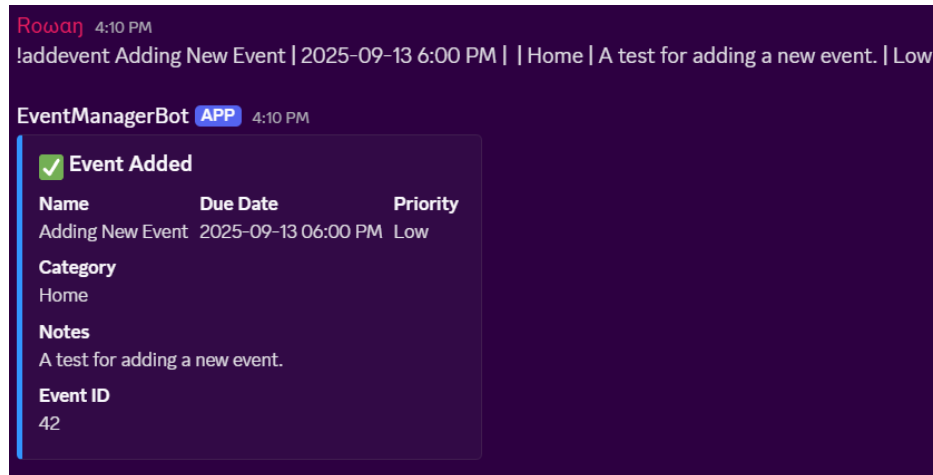 Roωaη 4:10 PM
!addevent Adding New Event | 2025-09-13 6:00 PM | | Home | A test for adding a new event. | Low
EventManagerBot APP 4:10 PM
✅ Event Added
Name Due Date Priority
Adding New Event 2025-09-13 06:00 PM Low
Category
Home
Notes
A test for adding a new event.
Event ID
42